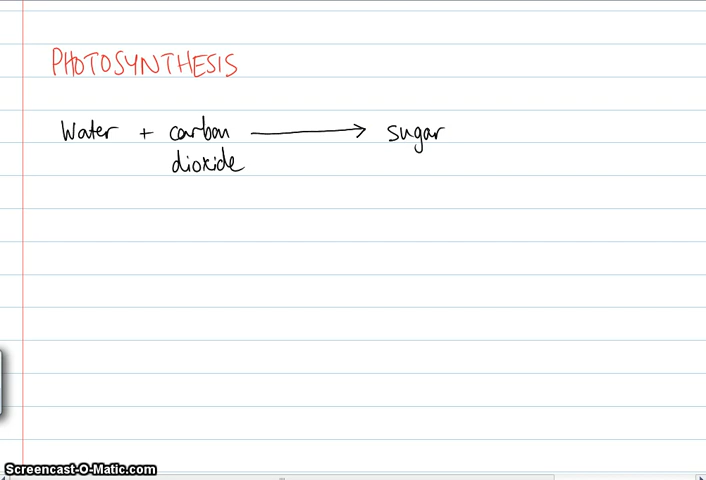 PHOTOSYNTHESIS
Water + carbon dioxide → sugar
Screencast-O-Matic.com